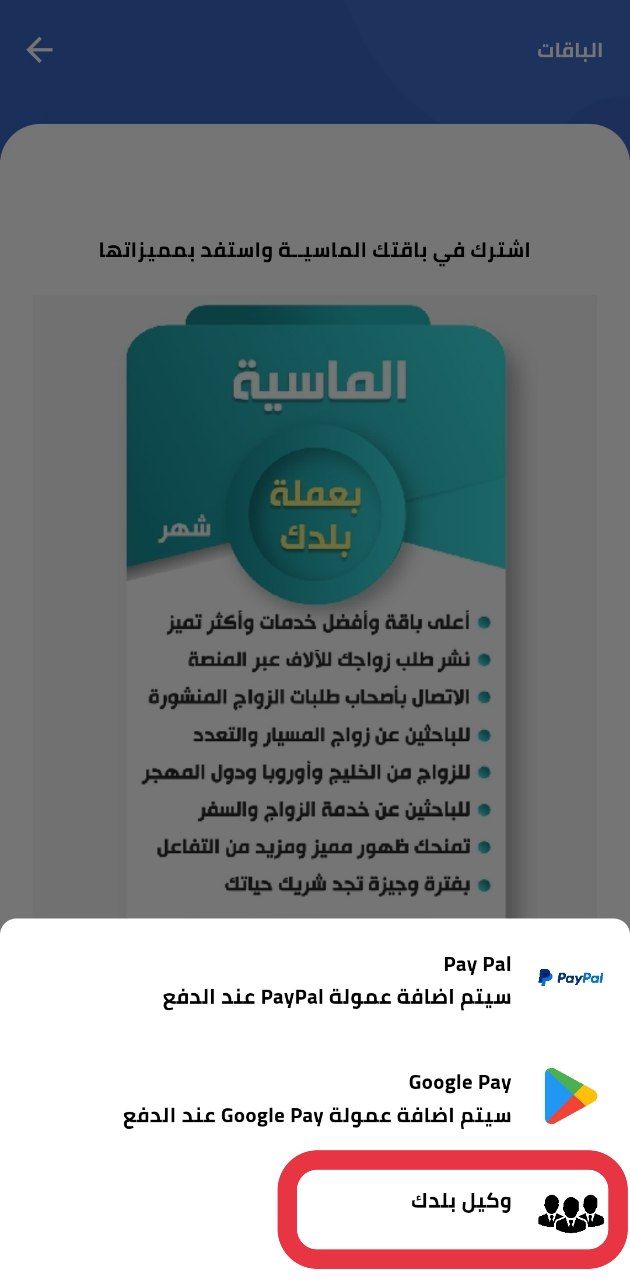 الباقات
اشترك في باقتك الماسيــة واستفد بمميزاتها
الماسية
بعملة
بلدك
شهر
أعلى باقة وأفضل خدمات وأكثر تميز
نشر طلب زواجك للآلاف عبر المنصة
الاتصال بأصحاب طلبات الزواج المنشورة
للباحثين عن زواج المسيار والتعدد
للزواج من الخليج وأوروبا ودول المهجر
للباحثين عن خدمة الزواج والسفر
تمنحك ظهور مميز ومزيد من التفاعل
بفترة وجيزة تجد شريك حياتك
Pay Pal
PayPal
سيتم اضافة عمولة PayPal عند الدفع
Google Pay
سيتم اضافة عمولة Google Pay عند الدفع
وكيل بلدك